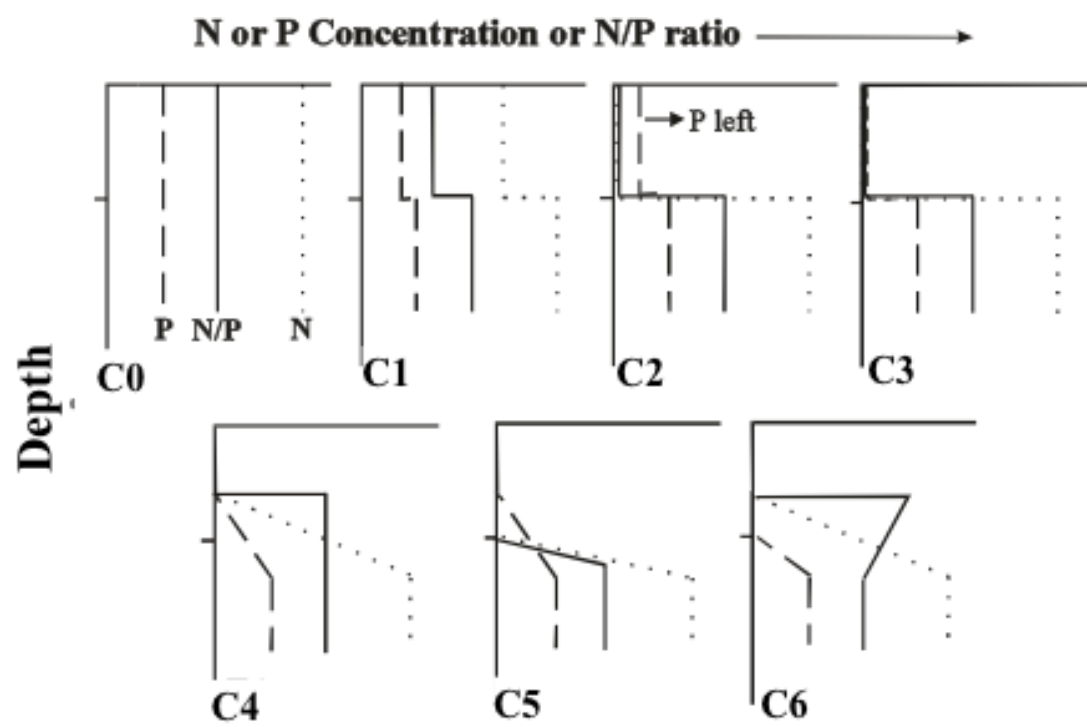 N or P Concentration or N/P ratio
P left
P N/P N
C0 C1 C2 C3
Depth
C4 C5 C6